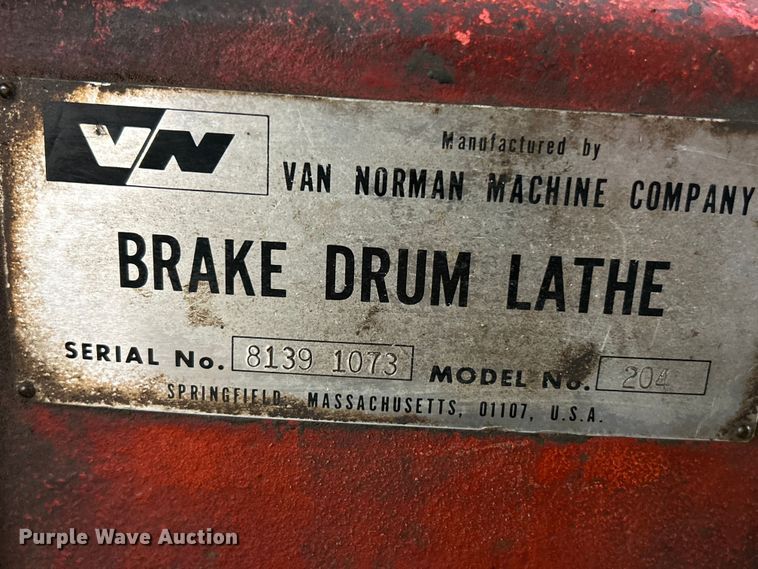 VN
Manufactured by
VAN NORMAN MACHINE COMPANY
BRAKE DRUM LATHE
SERIAL No. 8139 1073 MODEL No. 204
SPRINGFIELD, MASSACHUSETTS, 01107, U.S.A.
Purple Wave Auction